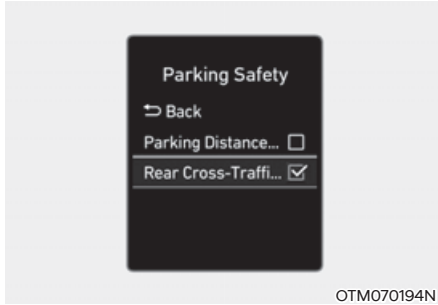 Parking Safety
Back
Parking Distance...
Rear Cross-Traffi...
OTM070194N